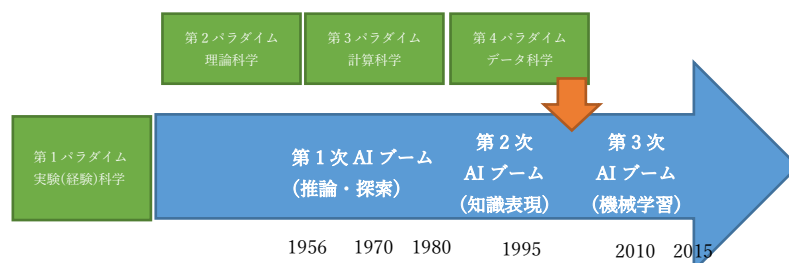 第２パラダイム
理論科学
第３パラダイム
計算科学
第４パラダイム
データ科学
第１パラダイム
実験(経験)科学
第１次 AI ブーム
（推論・探索）
第２次
AI ブーム
（知識表現）
第３次
AI ブーム
（機械学習）
1956 1970 1980 1995 2010 2015